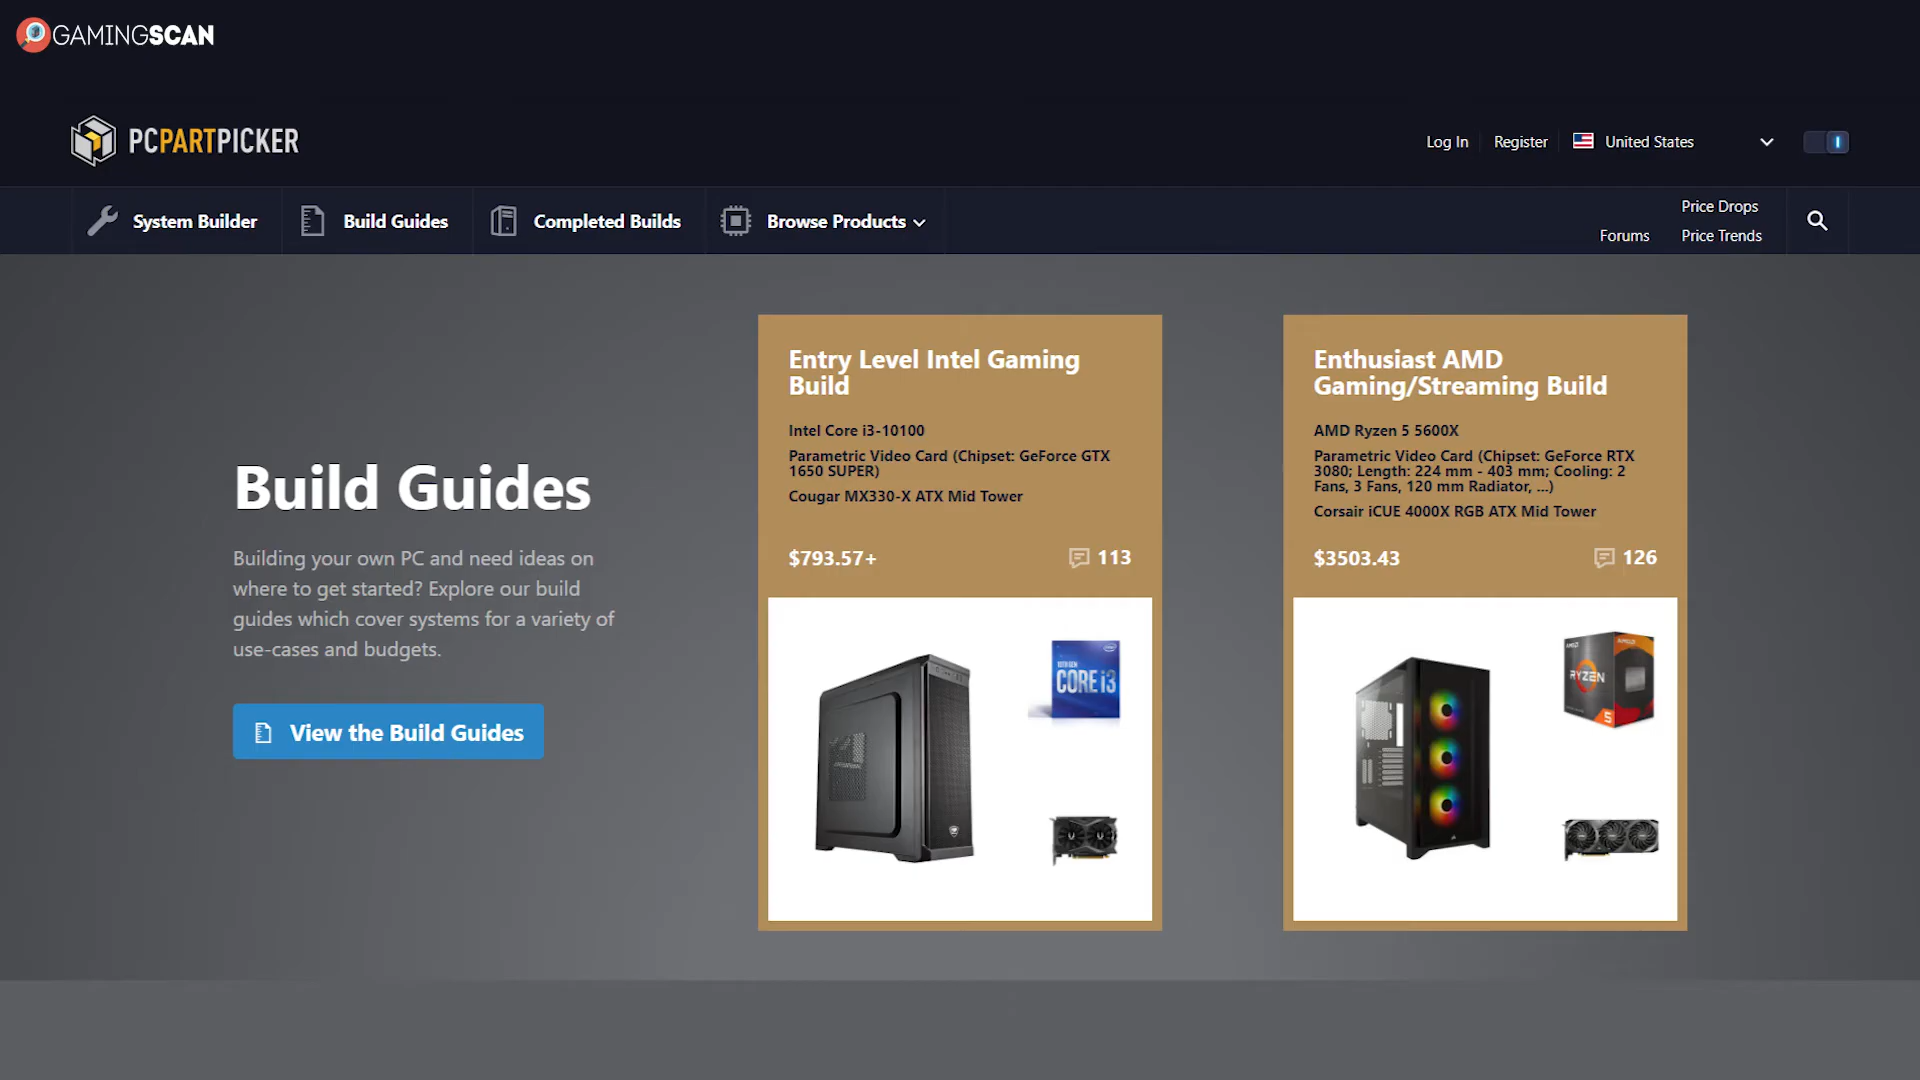 GAMINGSCAN
PCPARTPICKER
Log In
Register
United States
System Builder
Build Guides
Completed Builds
Browse Products
Forums
Price Drops
Price Trends
Build Guides
Building your own PC and need ideas on
where to get started? Explore our build
guides which cover systems for a variety of
use-cases and budgets.
View the Build Guides
Entry Level Intel Gaming
Build
Intel Core i3-10100
Parametric Video Card (Chipset: GeForce GTX
1650 SUPER)
Cougar MX330-X ATX Mid Tower
$793.57+
113
CORE i3
Enthusiast AMD
Gaming/Streaming Build
AMD Ryzen 5 5600X
Parametric Video Card (Chipset: GeForce RTX
3080; Length: 224 mm - 403 mm; Cooling: 2
Fans, 3 Fans, 120 mm Radiator, ...)
Corsair iCUE 4000X RGB ATX Mid Tower
$3503.43
126
RYZEN
5